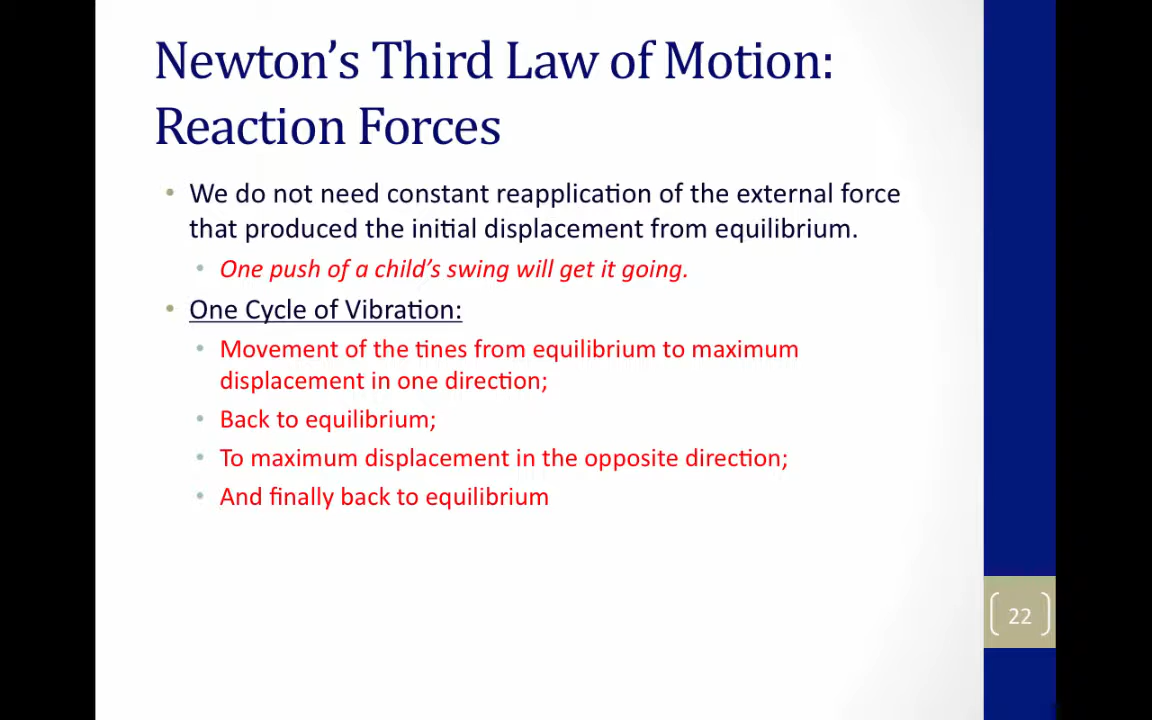 Newton’s Third Law of Motion:
Reaction Forces
• We do not need constant reapplication of the external force
that produced the initial displacement from equilibrium.
• One push of a child’s swing will get it going.
• One Cycle of Vibration:
• Movement of the tines from equilibrium to maximum
displacement in one direction;
• Back to equilibrium;
• To maximum displacement in the opposite direction;
• And finally back to equilibrium
22